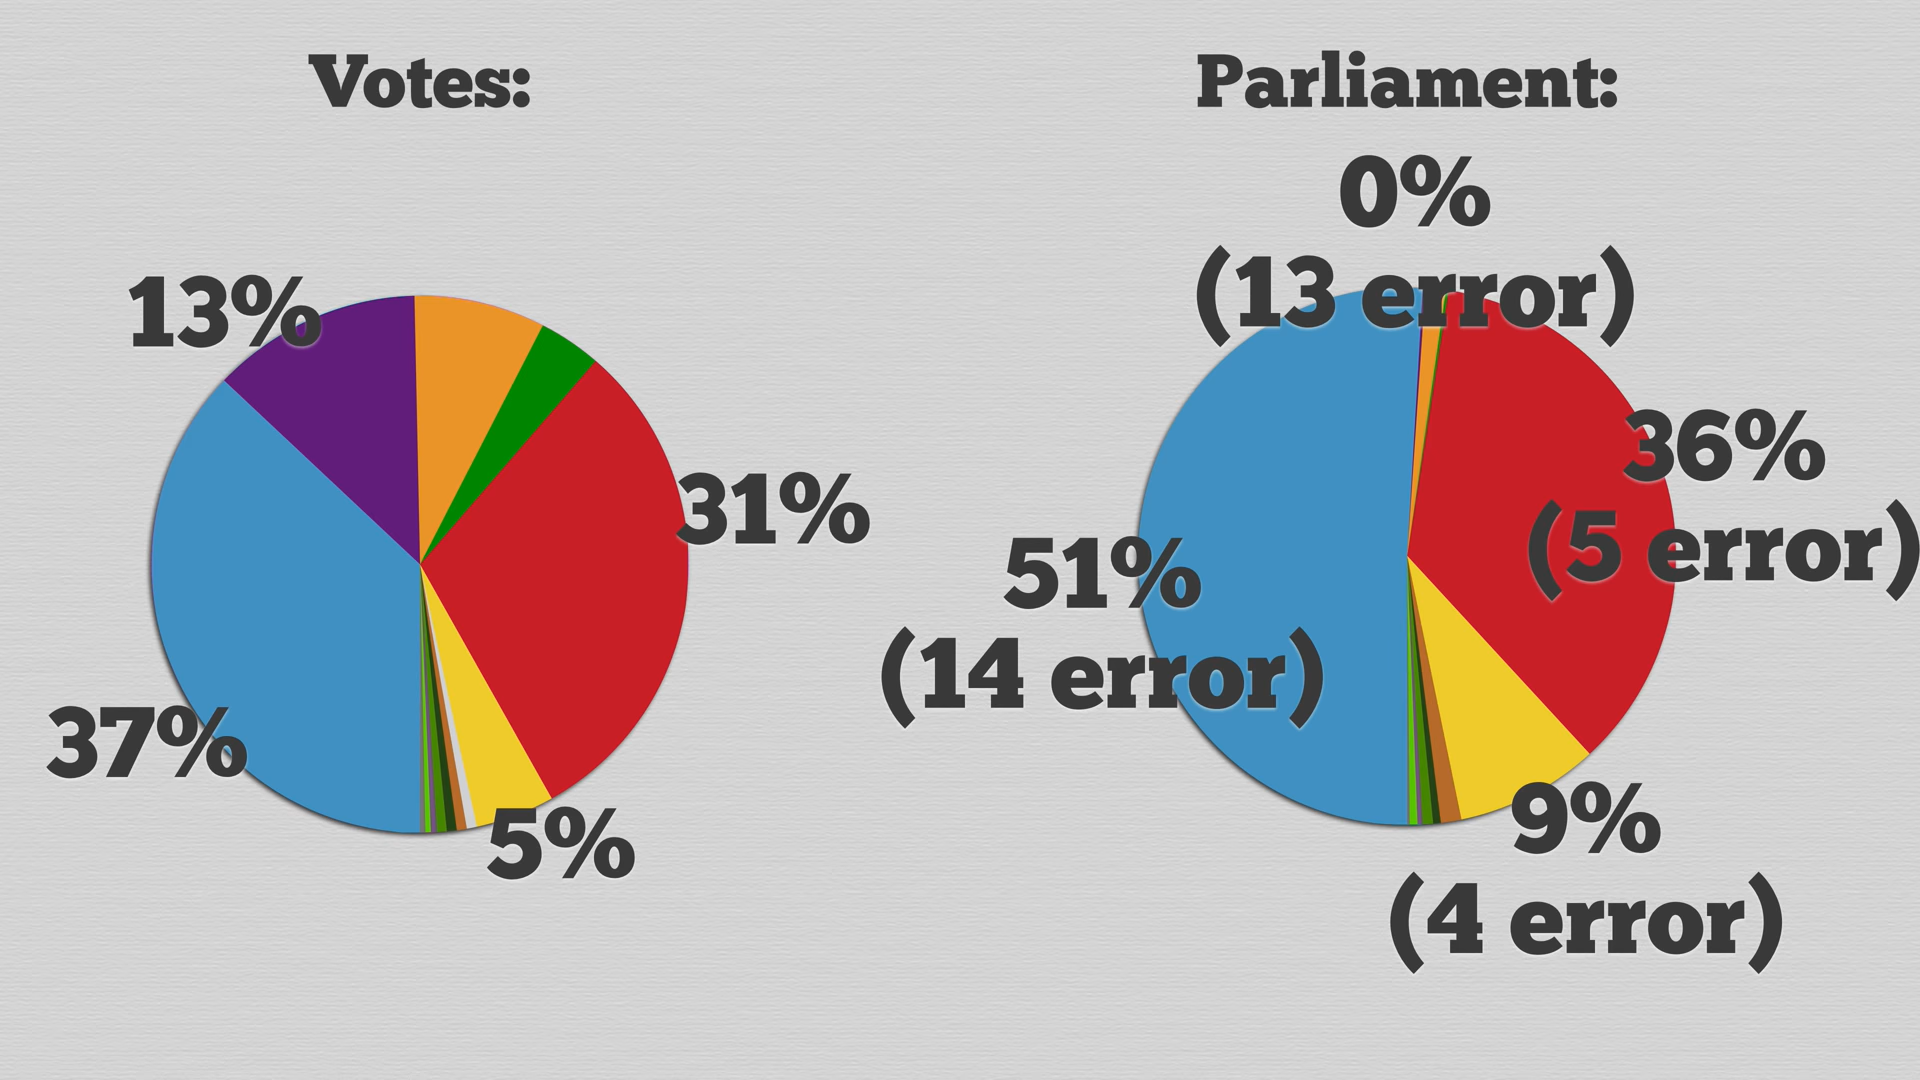 Votes:
13%
31%
37%
5%
Parliament:
0%
(13 error)
36%
(5 error)
51%
(14 error)
9%
(4 error)